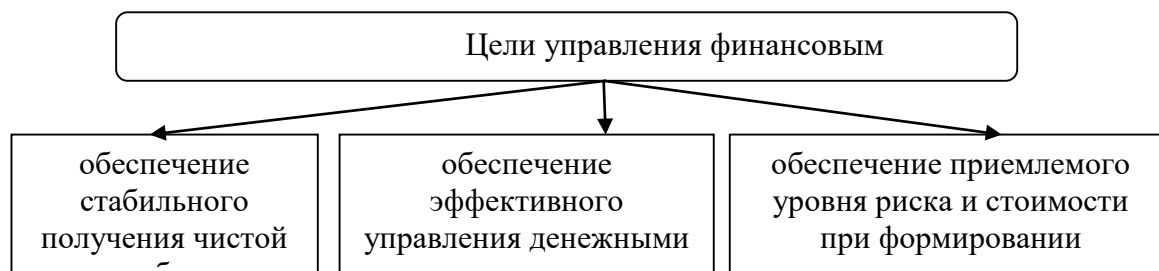 Цели управления финансовым
обеспечение
стабильного
получения чистой
обеспечение
эффективного
управления денежными
обеспечение приемлемого
уровня риска и стоимости
при формировании